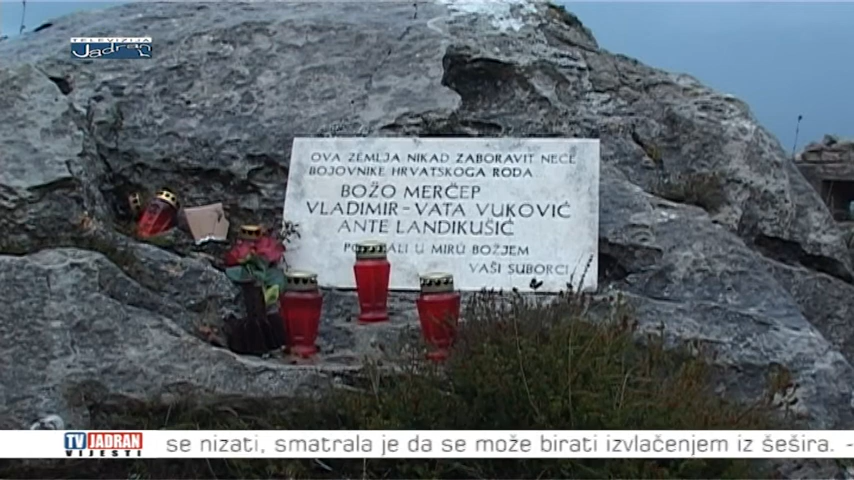 TELEVIZIJA
Jadran
OVA ZEMLJA NIKAD ZABORAVIT NEĆE
BOJOVNIKE HRVATSKOGA RODA
BOŽO MERČEP
VLADIMIR - VATA VUKOVIĆ
ANTE LANDIKUŠIĆ
U MIRU BOŽJEM
VAŠI SUBORCI
TV JADRAN
VIJESTI
se nizati, smatrala je da se može birati izvlačenjem iz šešira. -